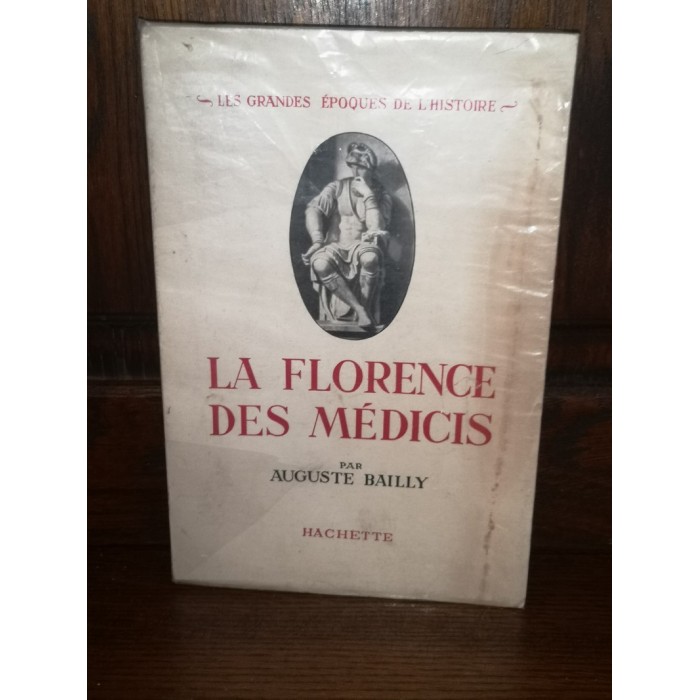 LES GRANDES ÉPOQUES DE L'HISTOIRE
LA FLORENCE
DES MÉDICIS
PAR
AUGUSTE BAILLY
HACHETTE